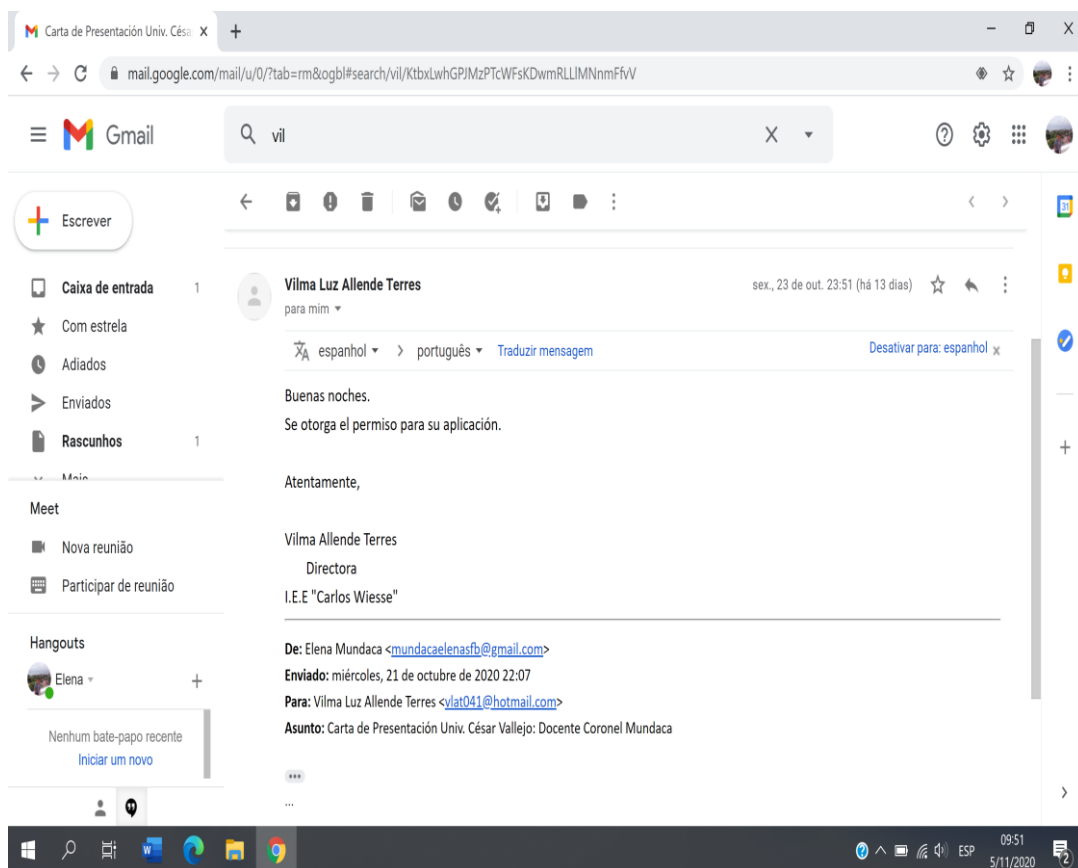 Carta de Presentación Univ. Césa
mail.google.com/mail/u/0/?tab=rm&ogbl#search/vil/KtbxLwhGPJMzPTcWFsKDwmRLLlMNnmFfvV
Gmail
vil
Escrever
Caixa de entrada 1
Com estrela
Adiados
Enviados
Rascunhos 1
Mais
Meet
Nova reunião
Participar de reunião
Hangouts
Elena
Nenhum bate-papo recente
Iniciar um novo
Vilma Luz Allende Terres sex., 23 de out. 23:51 (há 13 dias)
para mim
espanhol > português Traduzir mensagem Desativar para: espanhol x
Buenas noches.
Se otorga el permiso para su aplicación.
Atentamente,
Vilma Allende Terres
Directora
I.E.E "Carlos Wiesse"
De: Elena Mundaca <mundacaelenasfb@gmail.com>
Enviado: miércoles, 21 de octubre de 2020 22:07
Para: Vilma Luz Allende Terres <vlat041@hotmail.com>
Asunto: Carta de Presentación Univ. César Vallejo: Docente Coronel Mundaca
...
31
ESP
09:51
5/11/2020
2